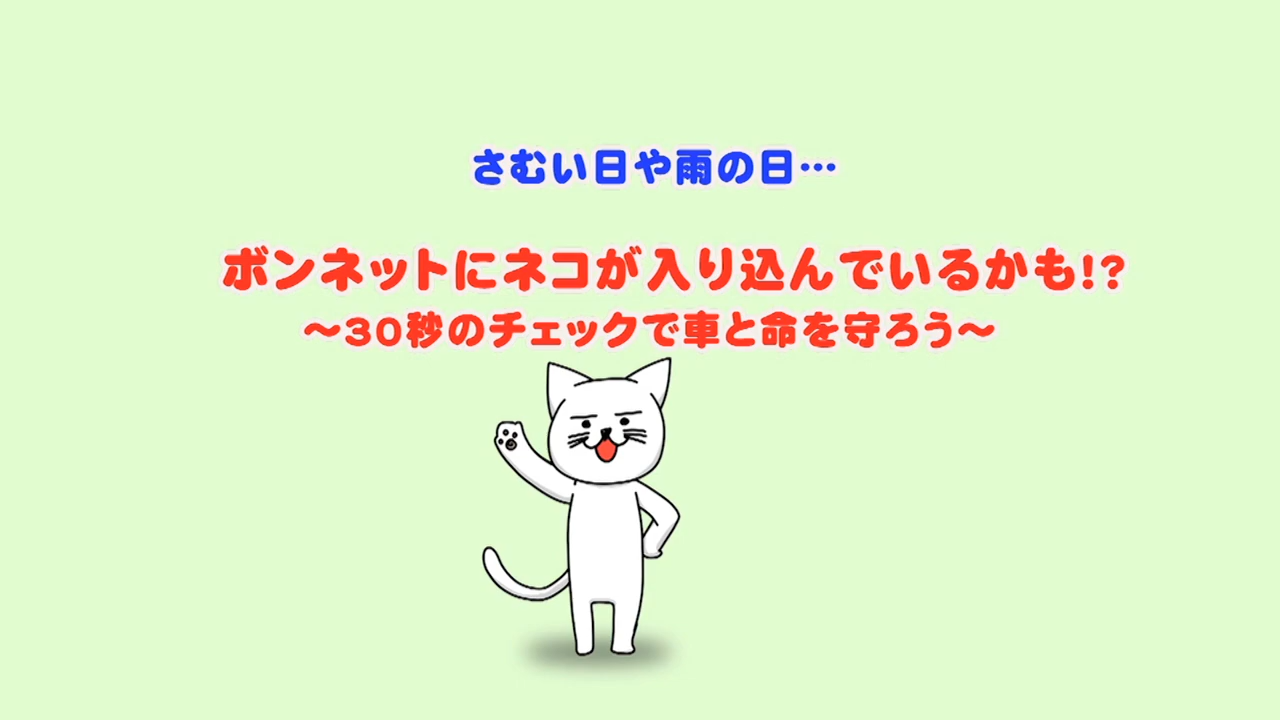 さむい日や雨の日…
ボンネットにネコが入り込んでいるかも!?
〜30秒のチェックで車と命を守ろう〜